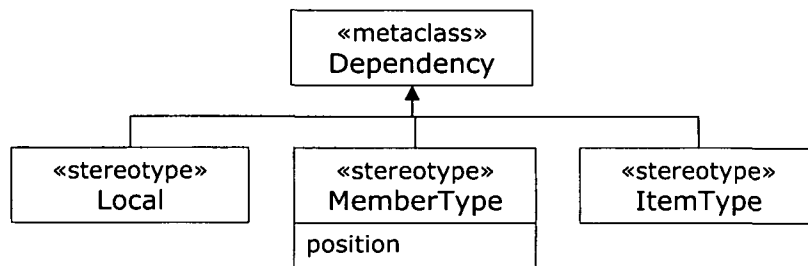 «metaclass»
Dependency
«stereotype»
Local
«stereotype»
MemberType
position
«stereotype»
ItemType